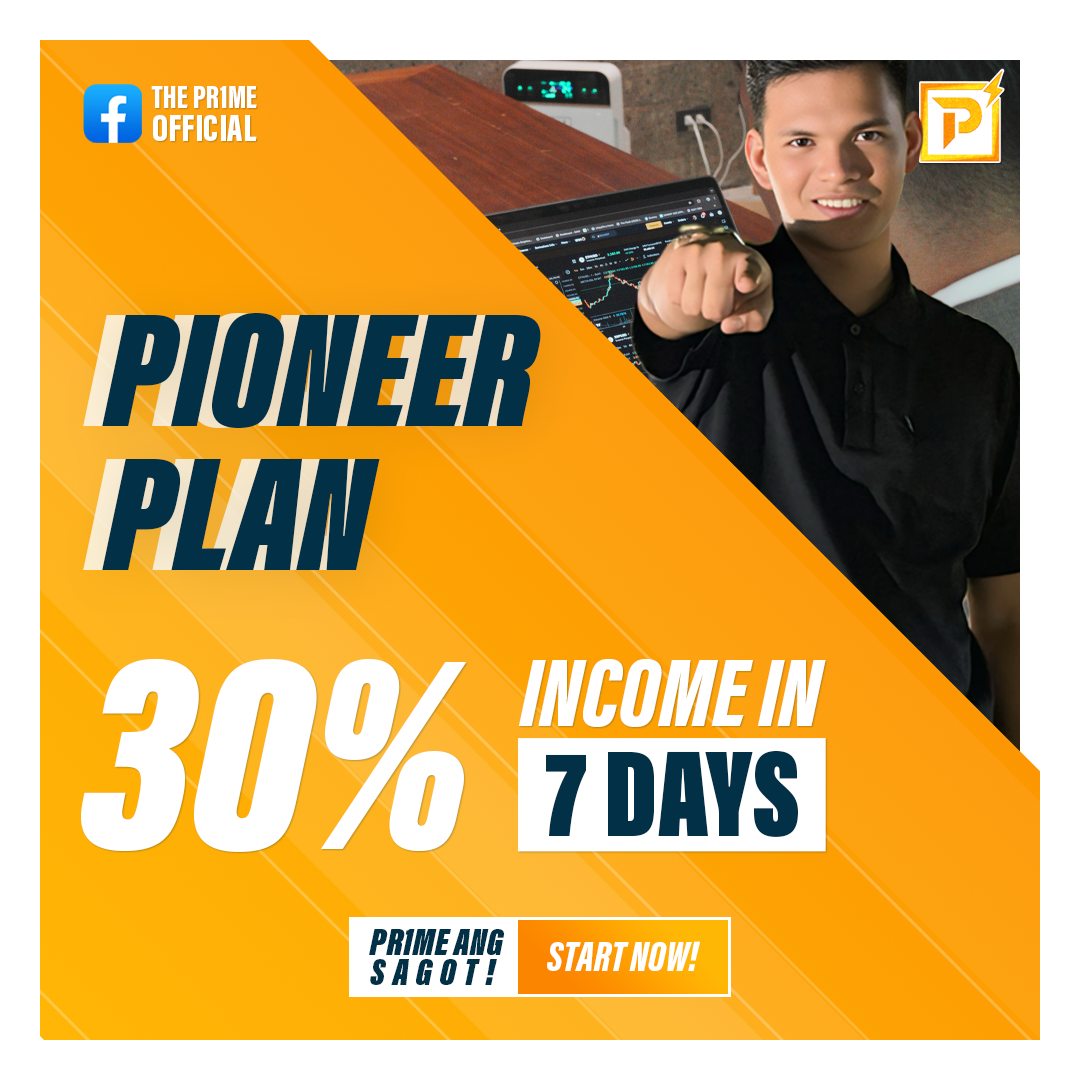 THE PR1ME
OFFICIAL
PIONEER
PLAN
30%
INCOME IN
7 DAYS
PR1ME ANG
SAGOT!
START NOW!